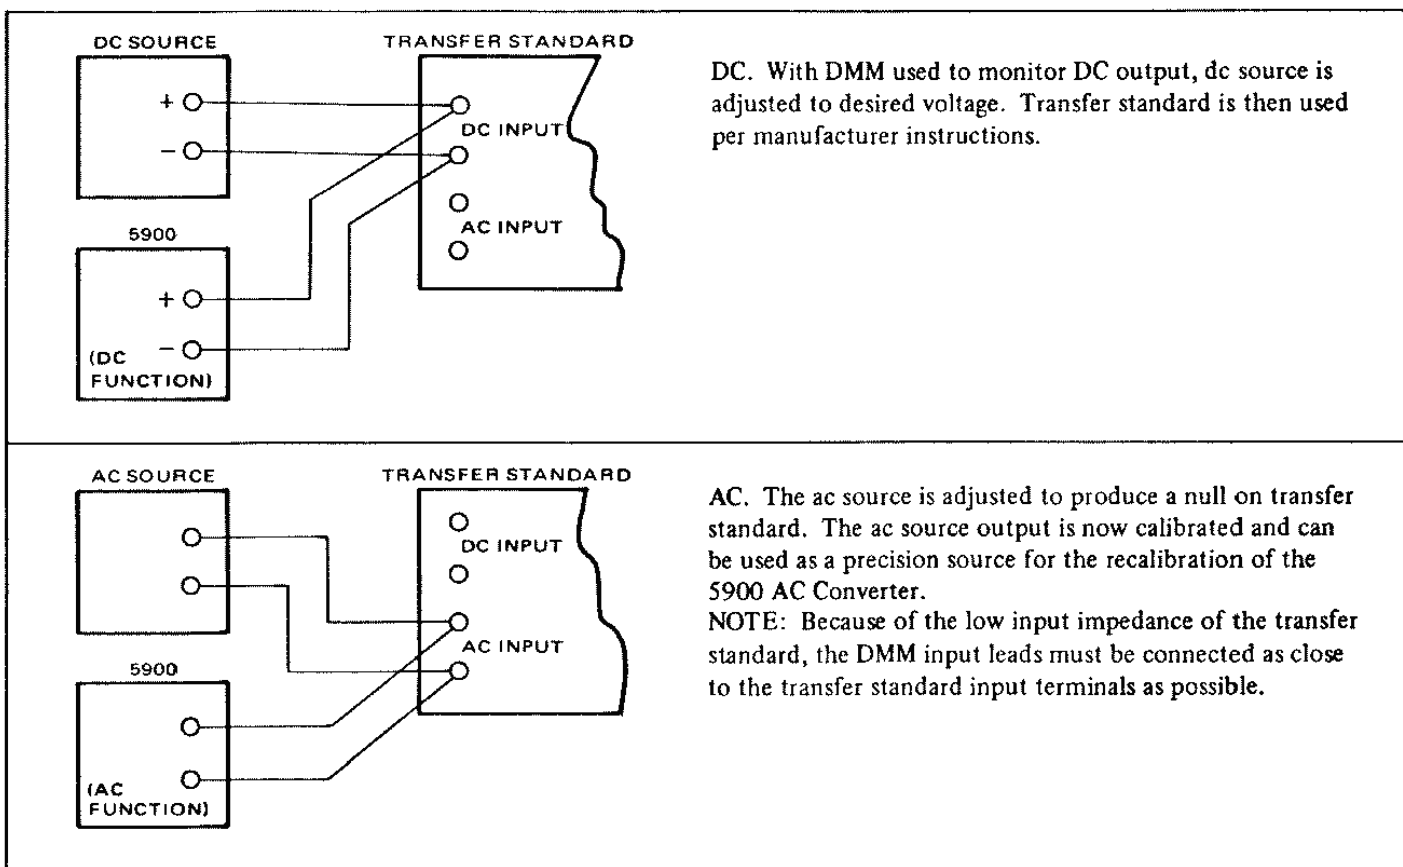 DC SOURCE
TRANSFER STANDARD
+
DC INPUT
−
AC INPUT
5900
+
−
(DC
FUNCTION)
DC. With DMM used to monitor DC output, dc source is
adjusted to desired voltage. Transfer standard is then used
per manufacturer instructions.
AC SOURCE
TRANSFER STANDARD
DC INPUT
AC INPUT
5900
(AC
FUNCTION)
AC. The ac source is adjusted to produce a null on transfer
standard. The ac source output is now calibrated and can
be used as a precision source for the recalibration of the
5900 AC Converter.
NOTE: Because of the low input impedance of the transfer
standard, the DMM input leads must be connected as close
to the transfer standard input terminals as possible.